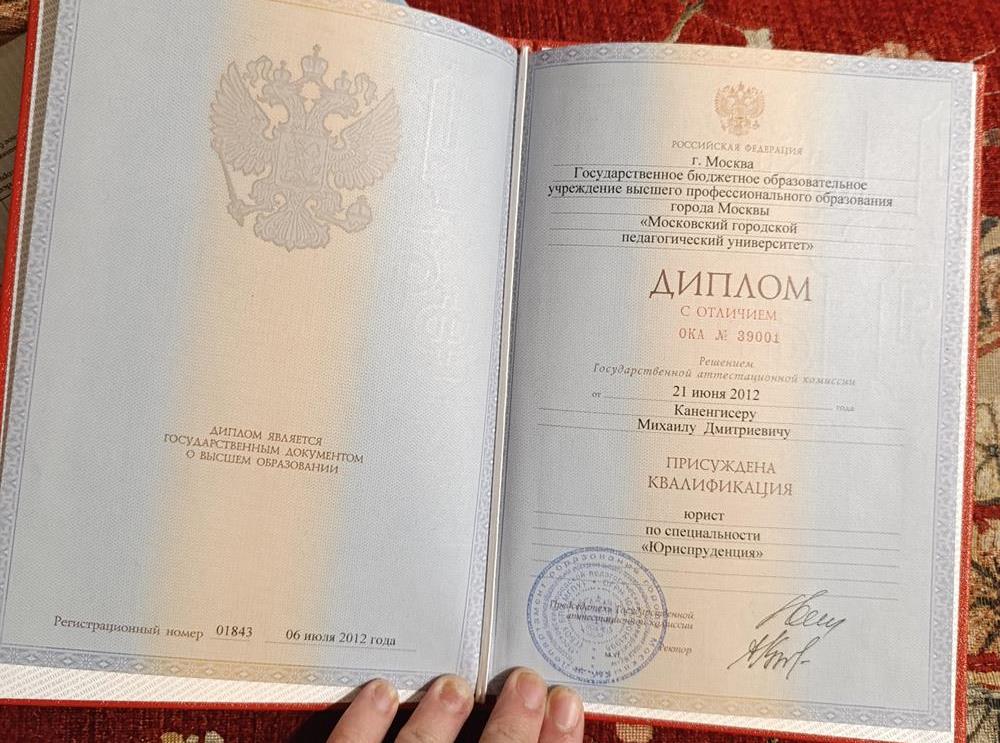 ДИПЛОМ ЯВЛЯЕТСЯ
ГОСУДАРСТВЕННЫМ ДОКУМЕНТОМ
О ВЫСШЕМ ОБРАЗОВАНИИ
Регистрационный номер 01843 06 июля 2012 года
РОССИЙСКАЯ ФЕДЕРАЦИЯ
г. Москва
Государственное бюджетное образовательное
учреждение высшего профессионального образования
города Москвы
«Московский городской
педагогический университет»
ДИПЛОМ
С ОТЛИЧИЕМ
ОКА № 39001
Решением
Государственной аттестационной комиссии
от 21 июня 2012 года
Каненгисеру
Михаилу Дмитриевичу
ПРИСУЖДЕНА
КВАЛИФИКАЦИЯ
юрист
по специальности
«Юриспруденция»
Председатель Государственной
аттестационной комиссии